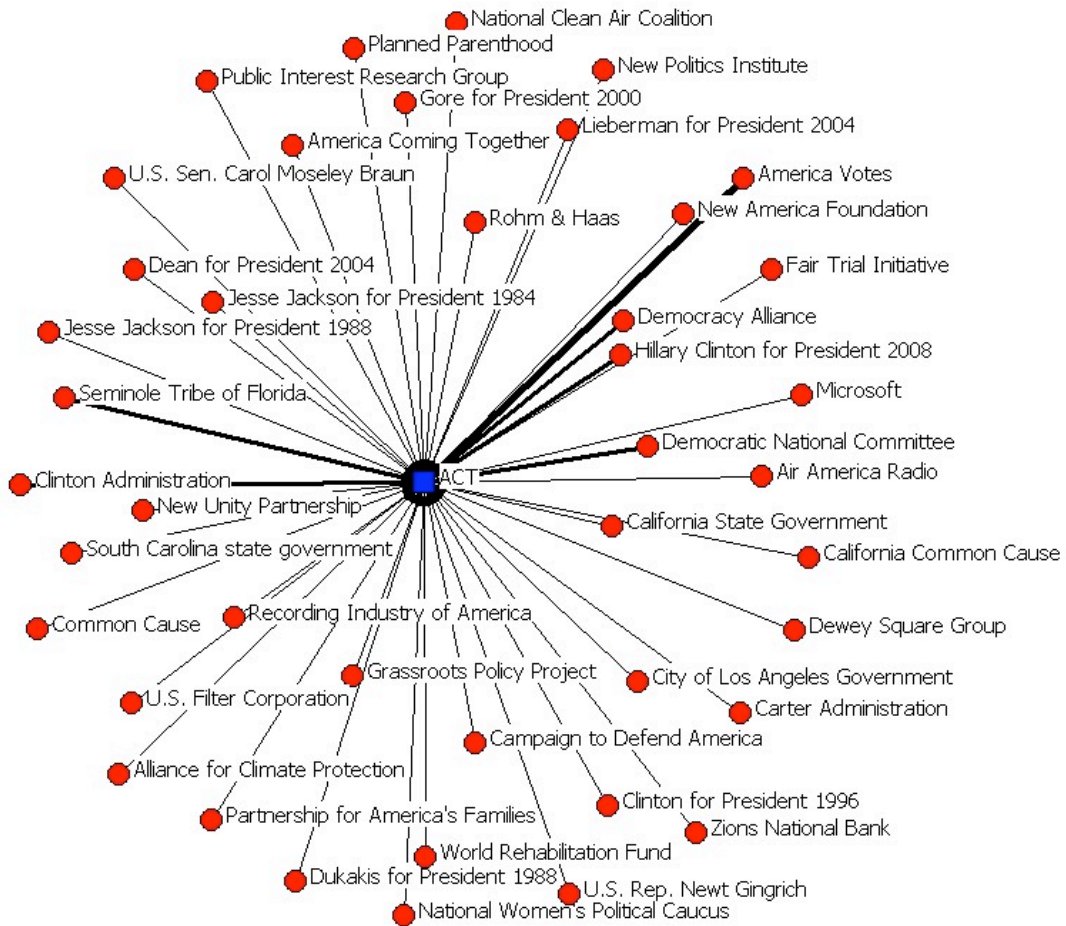 National Clean Air Coalition
Planned Parenthood
New Politics Institute
Public Interest Research Group
Gore for President 2000
Lieberman for President 2004
America Coming Together
U.S. Sen. Carol Moseley Braun
America Votes
New America Foundation
Rohm & Haas
Dean for President 2004
Fair Trial Initiative
Jesse Jackson for President 1984
Democracy Alliance
Jesse Jackson for President 1988
Hillary Clinton for President 2008
Seminole Tribe of Florida
Microsoft
Democratic National Committee
Clinton Administration
ACT
Air America Radio
New Unity Partnership
California State Government
South Carolina state government
California Common Cause
Common Cause
Recording Industry of America
Dewey Square Group
Grassroots Policy Project
City of Los Angeles Government
U.S. Filter Corporation
Carter Administration
Campaign to Defend America
Alliance for Climate Protection
Clinton for President 1996
Partnership for America's Families
Zions National Bank
World Rehabilitation Fund
Dukakis for President 1988
U.S. Rep. Newt Gingrich
National Women's Political Caucus